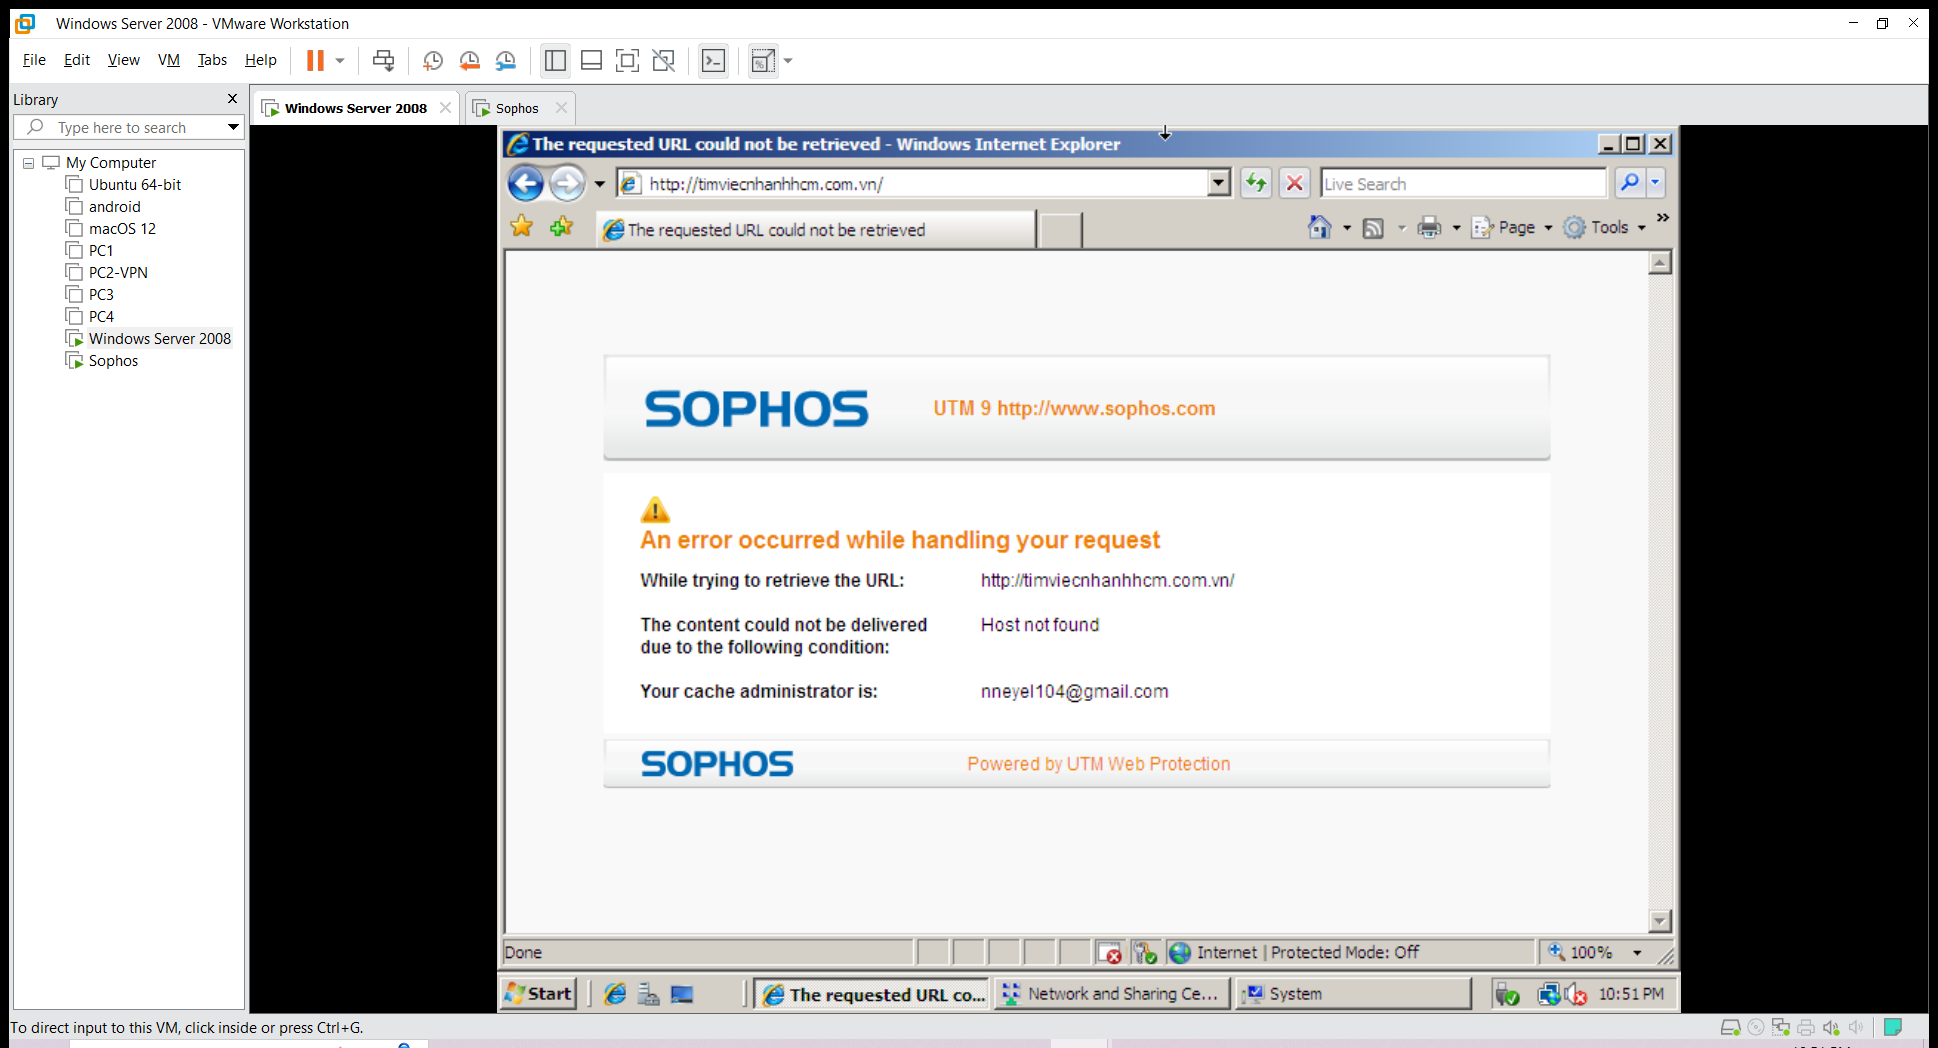 Windows Server 2008 - VMware Workstation
File Edit View VM Tabs Help
Library
Type here to search
My Computer
Ubuntu 64-bit
android
macOS 12
PC1
PC2-VPN
PC3
PC4
Windows Server 2008
Sophos
Windows Server 2008
Sophos
The requested URL could not be retrieved - Windows Internet Explorer
http://timviecnhanhhcm.com.vn/
Live Search
The requested URL could not be retrieved
Page
Tools
»
SOPHOS
UTM 9 http://www.sophos.com
An error occurred while handling your request
While trying to retrieve the URL: http://timviecnhanhhcm.com.vn/
The content could not be delivered Host not found
due to the following condition:
Your cache administrator is: nneyel104@gmail.com
SOPHOS
Powered by UTM Web Protection
Done
Internet | Protected Mode: Off
100%
Start
The requested URL co...
Network and Sharing Ce...
System
10:51 PM
To direct input to this VM, click inside or press Ctrl+G.